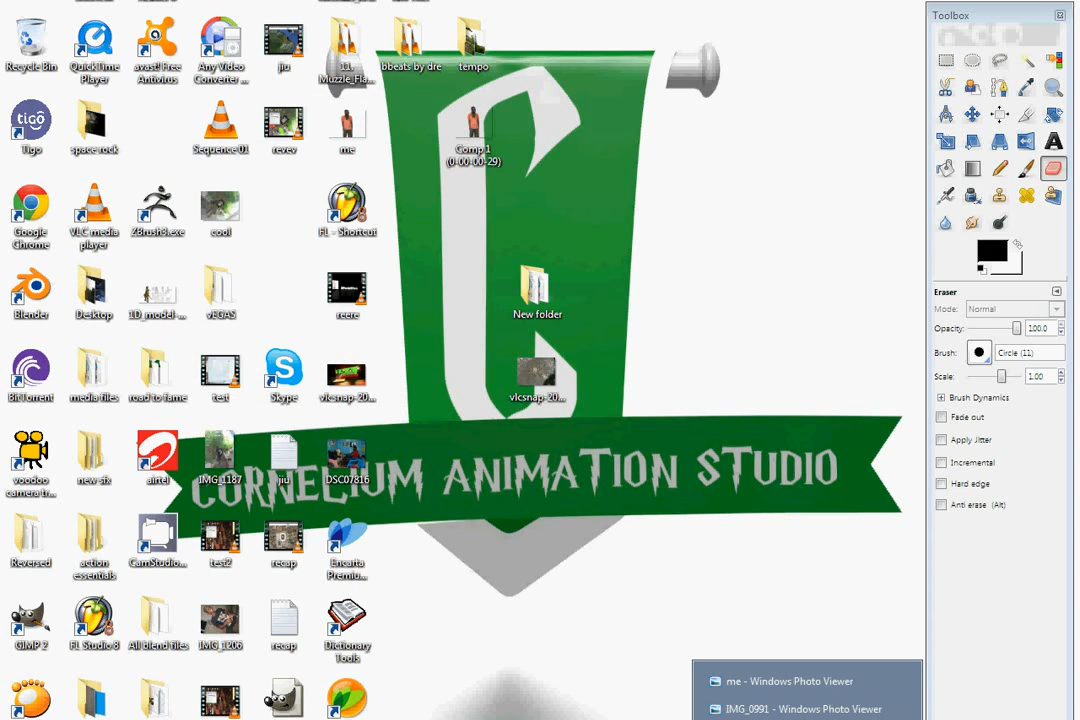 Recycle Bin
QuickTime
Player
avast! Free
Antivirus
Any Video
Converter ...
jiu
11.
Muzzle_Fla...
bbeats by dre
tempo
Tigo
tigo
space rock
Sequence 01
revev
me
Comp 1
(0-00-00-29)
Google
Chrome
VLC media
player
ZBrush3.exe
cool
FL - Shortcut
Blender
Desktop
1D_model-...
vEGAS
reere
New folder
BitTorrent
media files
road to fame
test
Skype
vlcsnap-20...
vlcsnap-20...
voodoo
camera tr...
new sfx
airtel
IMG_1187
jiu
DSC07816
CORNELIUM ANIMATION STUDIO
Reversed
action
essentials
CamStudio...
test2
recap
Encarta
Premiu...
GIMP 2
FL Studio 8
All blend files
IMG_1206
recap
Dictionary
Tools
me - Windows Photo Viewer
IMG_0991 - Windows Photo Viewer
Toolbox
Eraser
Mode: Normal
Opacity: 100.0
Brush: Circle (11)
Scale: 1.00
Brush Dynamics
Fade out
Apply Jitter
Incremental
Hard edge
Anti erase (Alt)